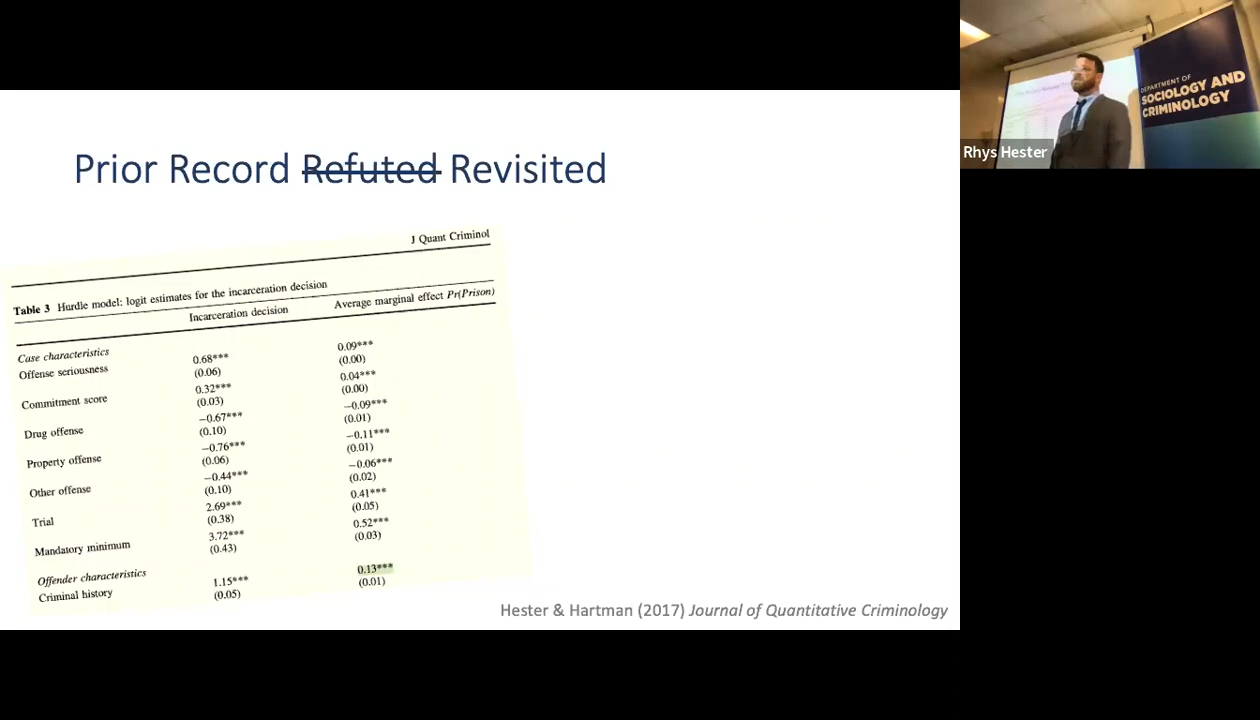 Prior Record Refuted Revisited
J Quant Criminol
Table 3 Hurdle model: logit estimates for the incarceration decision
Incarceration decision Average marginal effect Pr(Prison)
Case characteristics
Offense seriousness 0.68*** 0.09***
(0.06) (0.00)
Commitment score 0.32*** 0.04***
(0.03) (0.00)
Drug offense −0.67*** −0.09***
(0.10) (0.01)
Property offense −0.76*** −0.11***
(0.06) (0.01)
Other offense −0.44*** −0.06***
(0.10) (0.02)
Trial 2.69*** 0.41***
(0.38) (0.05)
Mandatory minimum 3.72*** 0.52***
(0.43) (0.03)
Offender characteristics
Criminal history 1.15*** 0.13***
(0.05) (0.01)
Hester & Hartman (2017) Journal of Quantitative Criminology
DEPARTMENT OF
SOCIOLOGY AND
CRIMINOLOGY
Rhys Hester